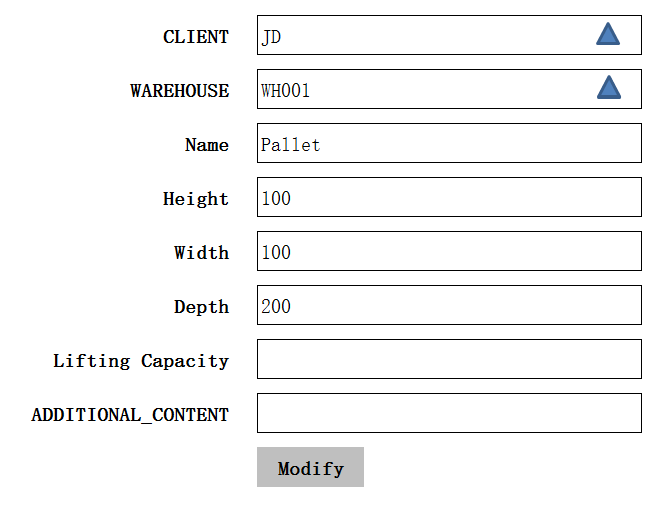 CLIENT JD
WAREHOUSE WH001
Name Pallet
Height 100
Width 100
Depth 200
Lifting Capacity
ADDITIONAL_CONTENT
Modify